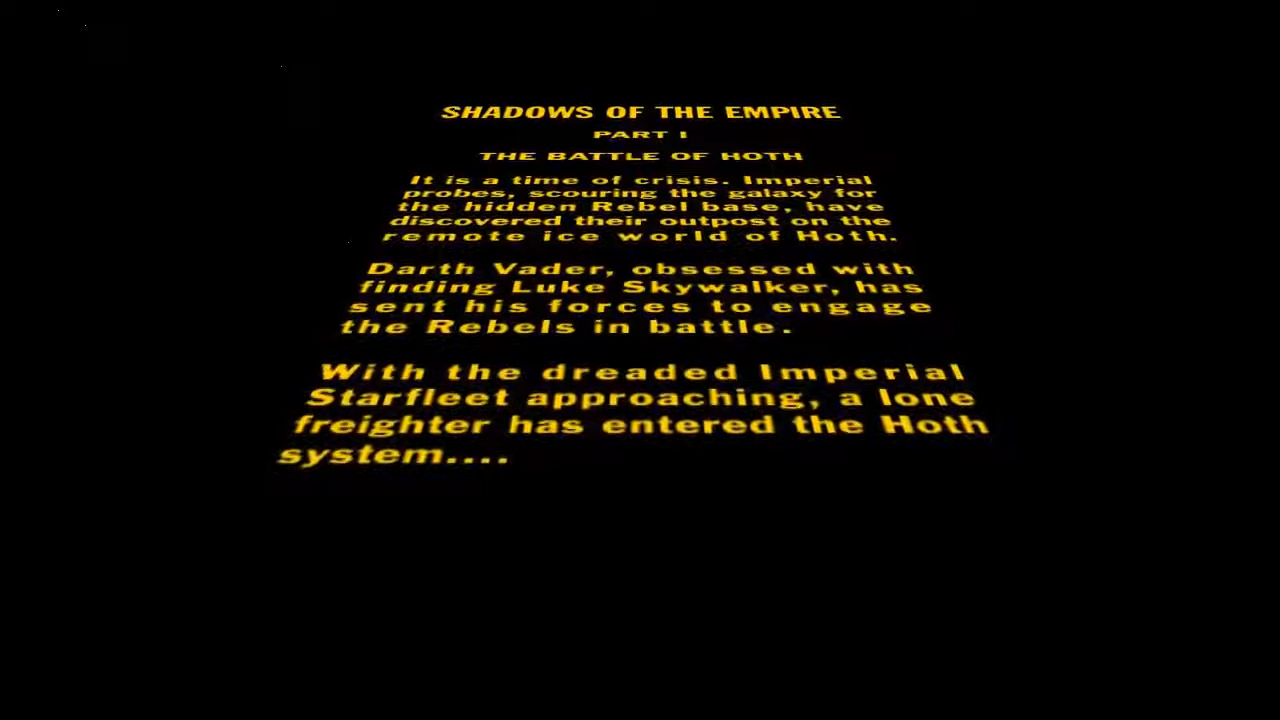 SHADOWS OF THE EMPIRE
PART I
THE BATTLE OF HOTH
It is a time of crisis. Imperial
probes, scouring the galaxy for
the hidden Rebel base, have
discovered their outpost on the
remote ice world of Hoth.
Darth Vader, obsessed with
finding Luke Skywalker, has
sent his forces to engage
the Rebels in battle.
With the dreaded Imperial
Starfleet approaching, a lone
freighter has entered the Hoth
system....